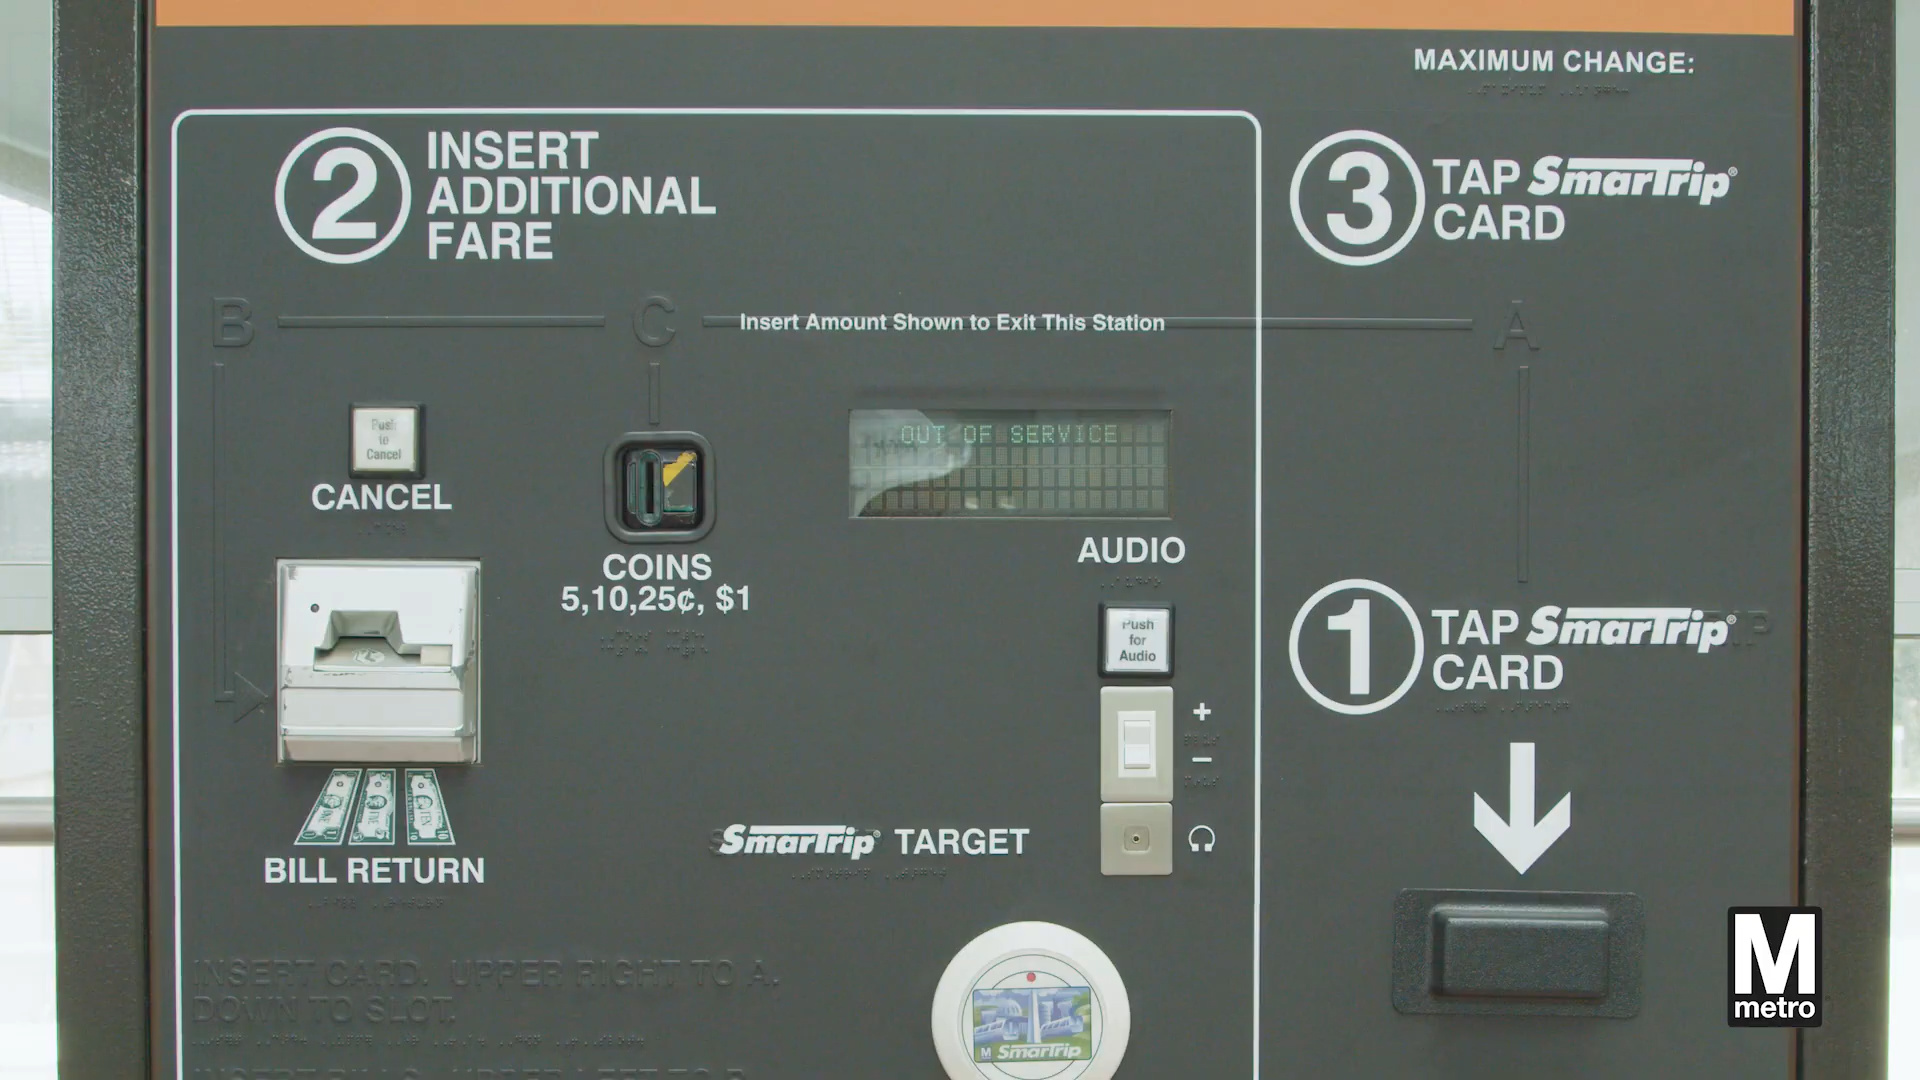 MAXIMUM CHANGE:
2
INSERT
ADDITIONAL
FARE
3
TAP SmarTrip®
CARD
B
C
Insert Amount Shown to Exit This Station
A
Push
to
Cancel
CANCEL
OUT OF SERVICE
COINS
5,10,25¢, $1
AUDIO
Push
for
Audio
1
TAP SmarTrip®
CARD
+
−
BILL RETURN
SmarTrip® TARGET
INSERT CARD. UPPER RIGHT TO A.
DOWN TO SLOT.
M SmarTrip
M
metro